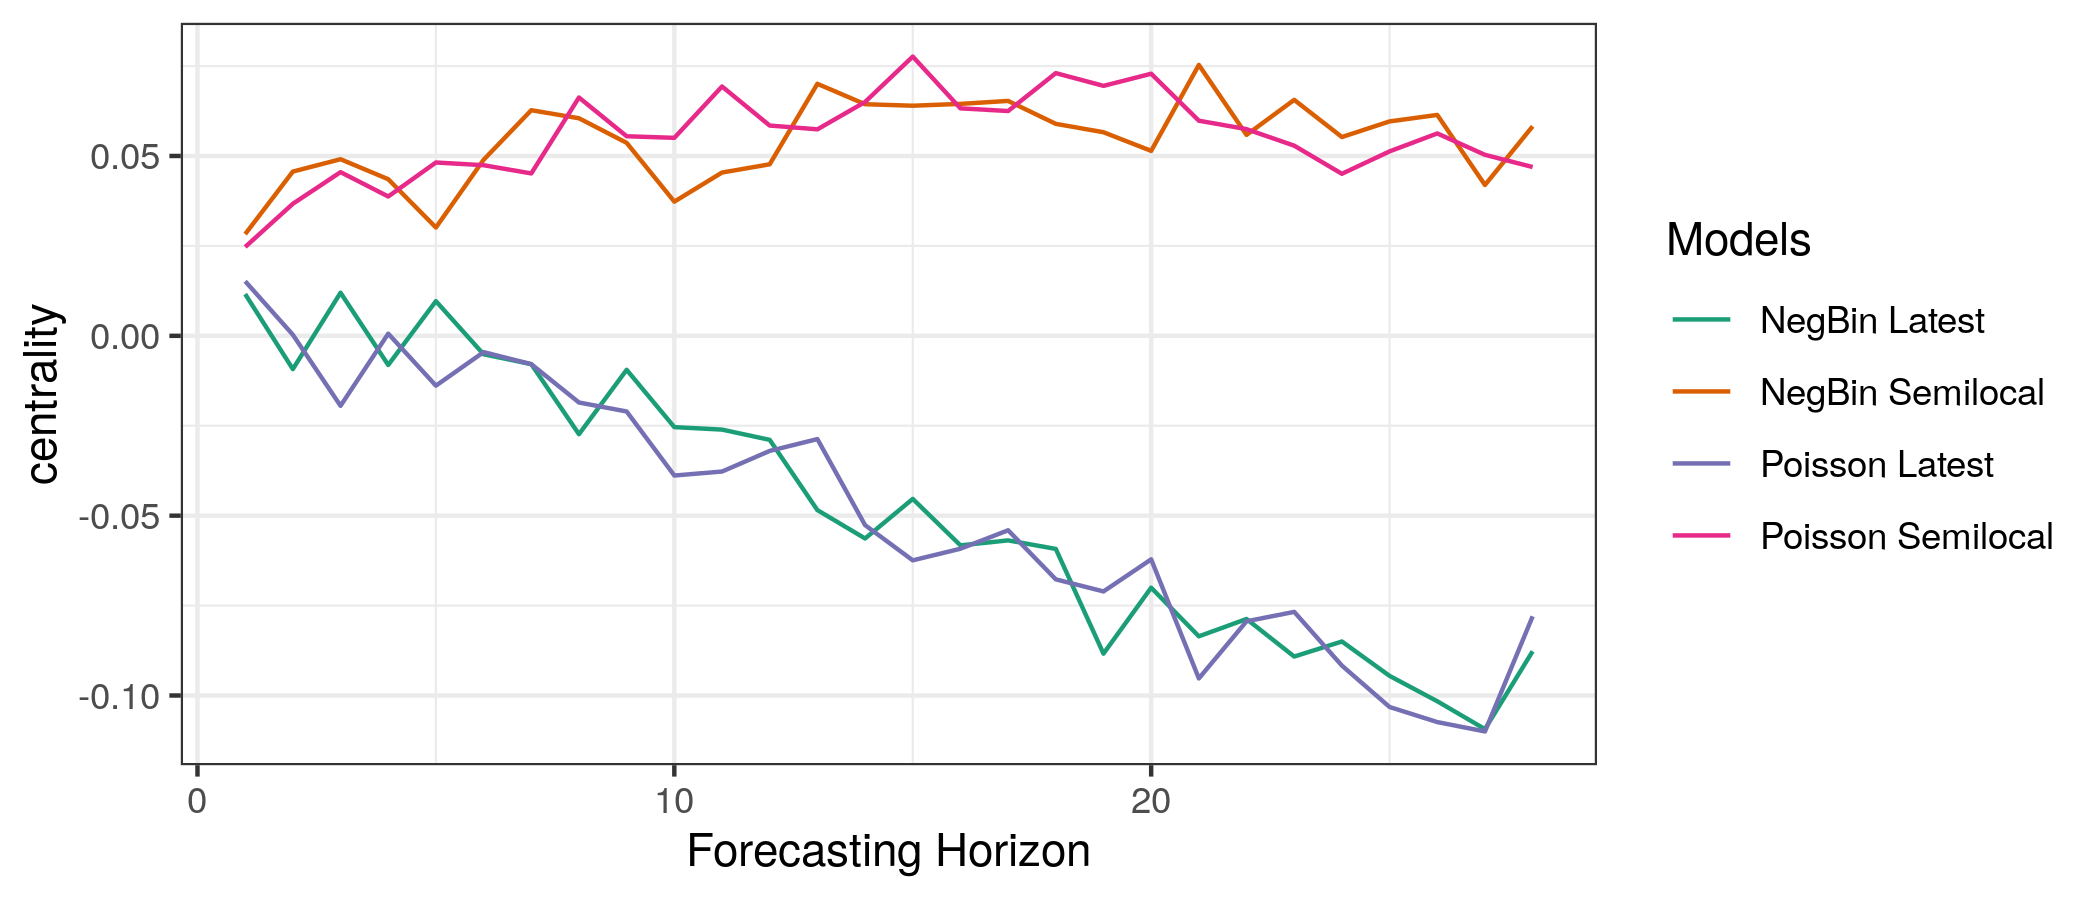 0.05
0.00
-0.05
-0.10
centrality
0
10
20
Forecasting Horizon
Models
NegBin Latest
NegBin Semilocal
Poisson Latest
Poisson Semilocal